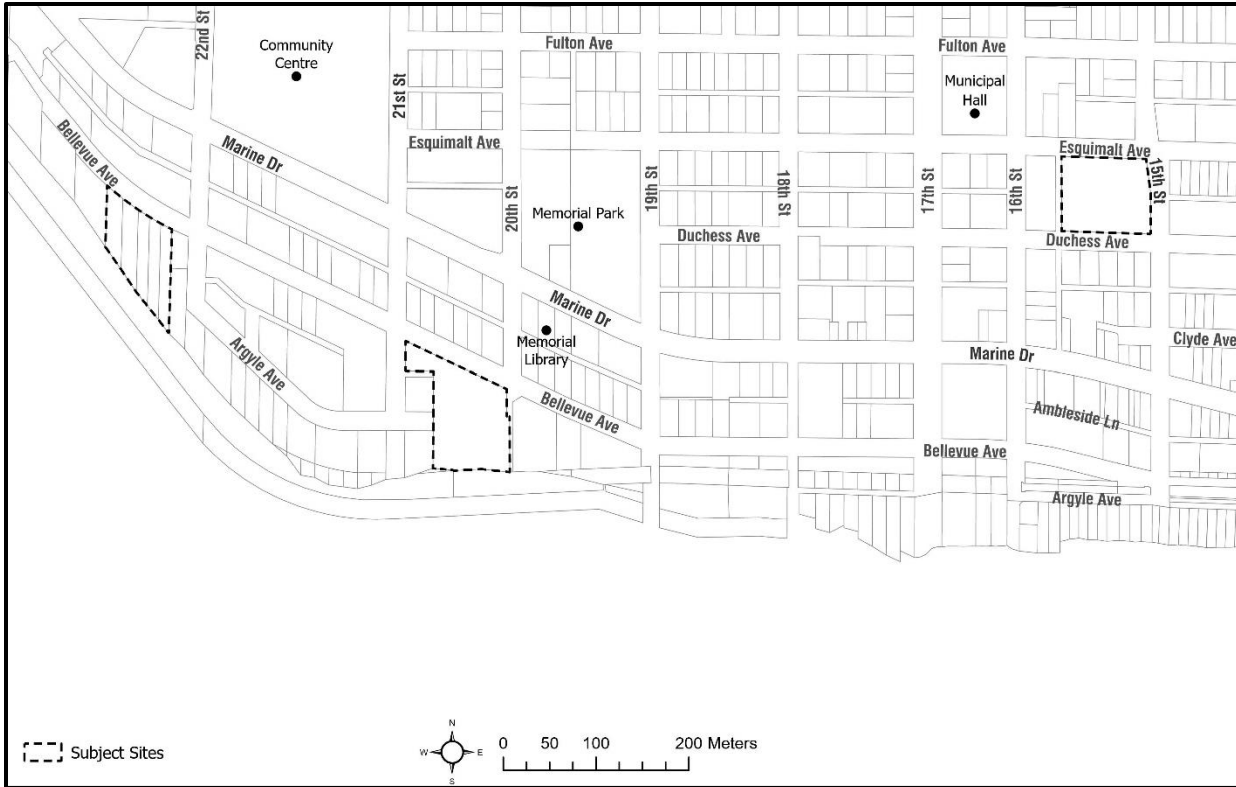 22nd St
Community
Centre
21st St
Fulton Ave
Fulton Ave
Municipal
Hall
Bellevue Ave
Marine Dr
Esquimalt Ave
Esquimalt Ave
20th St
Memorial Park
19th St
18th St
17th St
16th St
15th St
Duchess Ave
Duchess Ave
Argyle Ave
Marine Dr
Memorial
Library
Marine Dr
Clyde Ave
Bellevue Ave
Ambleside Ln
Bellevue Ave
Argyle Ave
Subject Sites
N
W
E
S
0 50 100 200 Meters